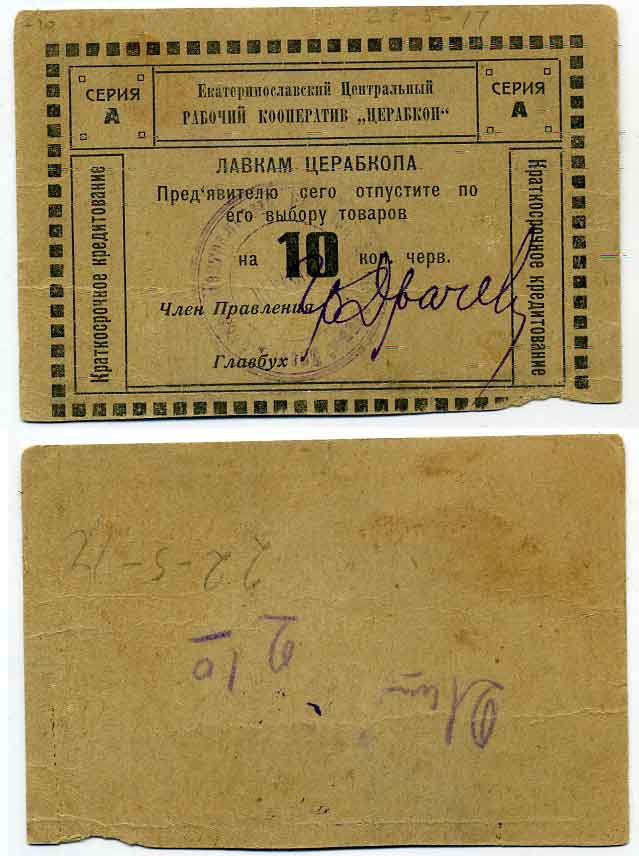 22-5-17
СЕРИЯ
А
Екатеринославский Центральный
РАБОЧИЙ КООПЕРАТИВ „ЦЕРАБКОП“
СЕРИЯ
А
Краткосрочное кредитование
ЛАВКАМ ЦЕРАБКОПА
Пред‘явителю сего отпустите по
его выбору товаров
на 10 коп. черв.
Член Правления
Главбух
Краткосрочное кредитование
22-5-17